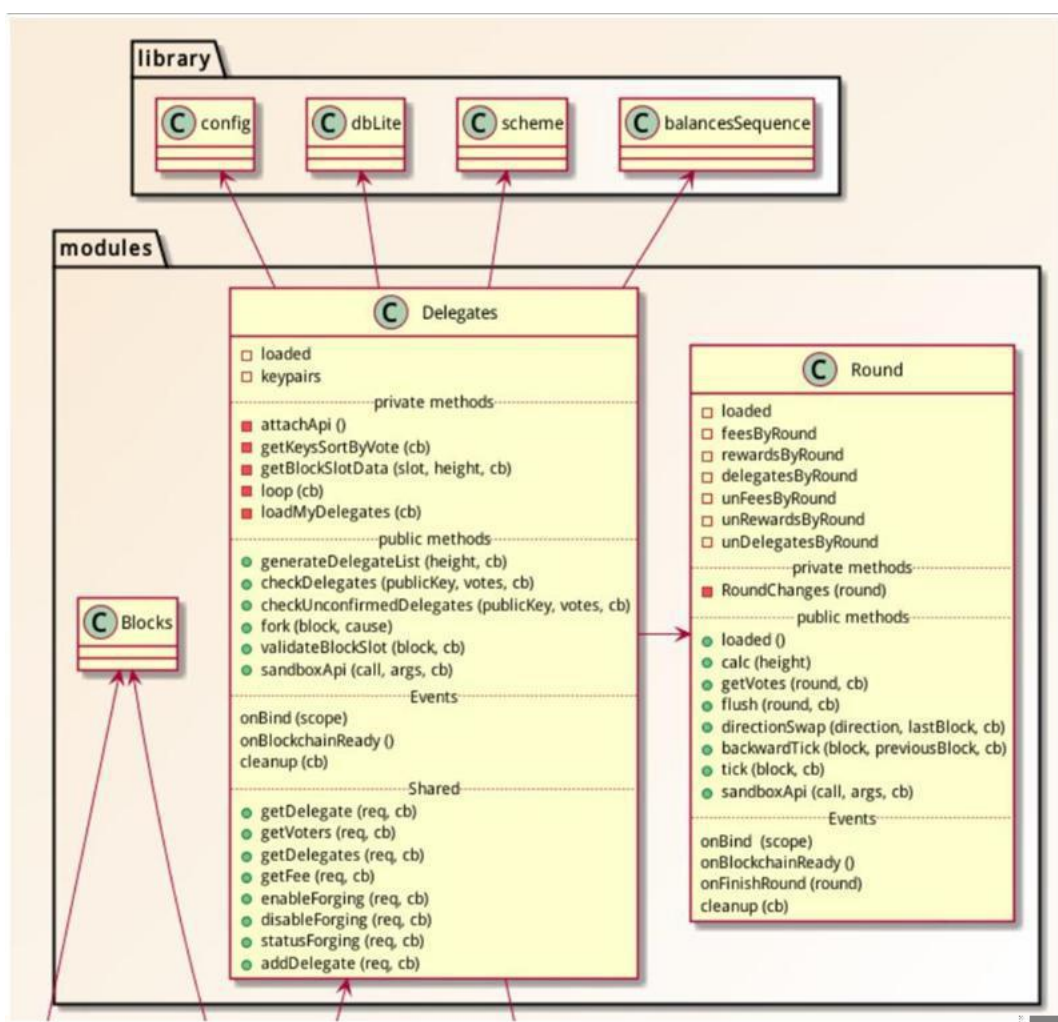 library
C config
C dbLite
C scheme
C balancesSequence
modules
C Delegates
loaded
keypairs
private methods
attachApi ()
getKeysSortByVote (cb)
getBlockSlotData (slot, height, cb)
loop (cb)
loadMyDelegates (cb)
public methods
generateDelegateList (height, cb)
checkDelegates (publicKey, votes, cb)
checkUnconfirmedDelegates (publicKey, votes, cb)
fork (block, cause)
validateBlockSlot (block, cb)
sandboxApi (call, args, cb)
Events
onBind (scope)
onBlockchainReady ()
cleanup (cb)
Shared
getDelegate (req, cb)
getVoters (req, cb)
getDelegates (req, cb)
getFee (req, cb)
enableForging (req, cb)
disableForging (req, cb)
statusForging (req, cb)
addDelegate (req, cb)
C Round
loaded
feesByRound
rewardsByRound
delegatesByRound
unFeesByRound
unRewardsByRound
unDelegatesByRound
private methods
RoundChanges (round)
public methods
loaded ()
calc (height)
getVotes (round, cb)
flush (round, cb)
directionSwap (direction, lastBlock, cb)
backwardTick (block, previousBlock, cb)
tick (block, cb)
sandboxApi (call, args, cb)
Events
onBind (scope)
onBlockchainReady ()
onFinishRound (round)
cleanup (cb)
C Blocks